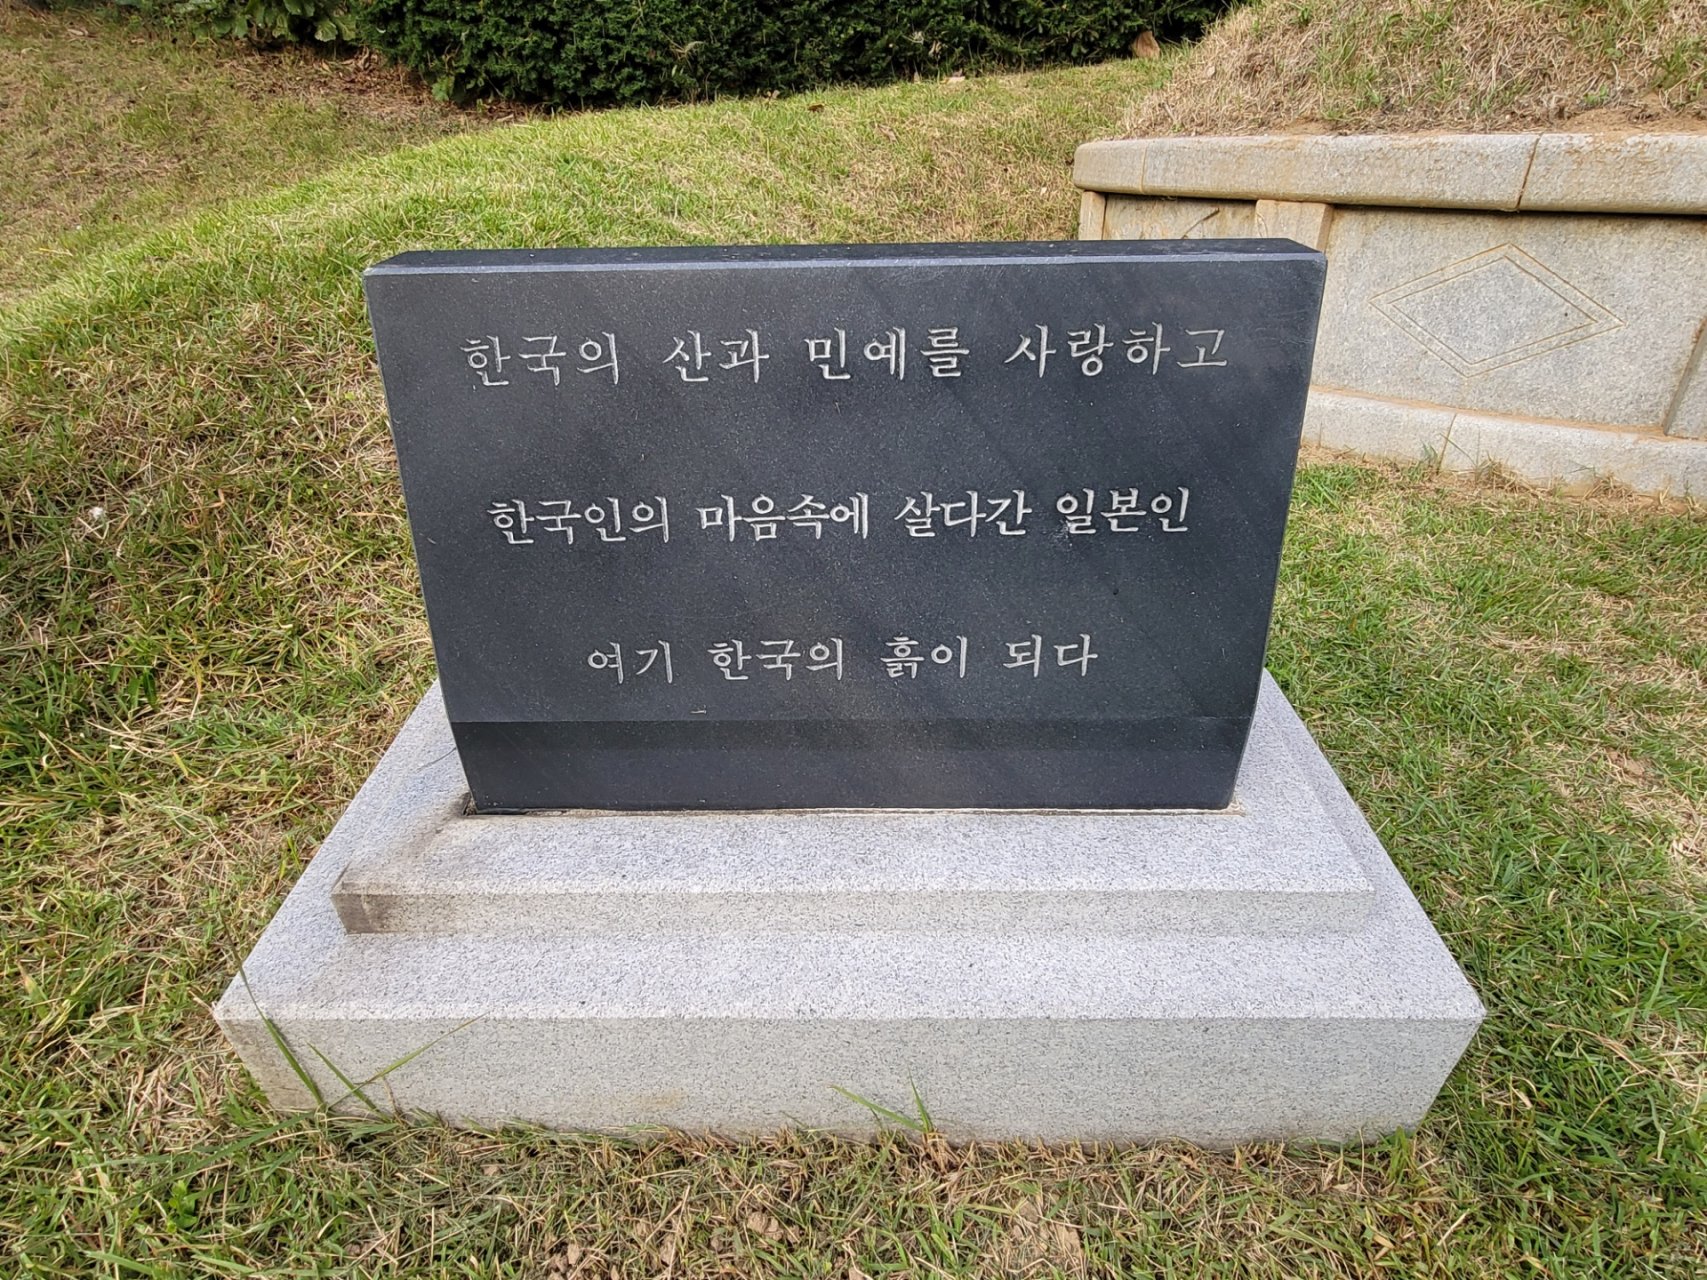 한국의 산과 민예를 사랑하고
한국인의 마음속에 살다간 일본인
여기 한국의 흙이 되다